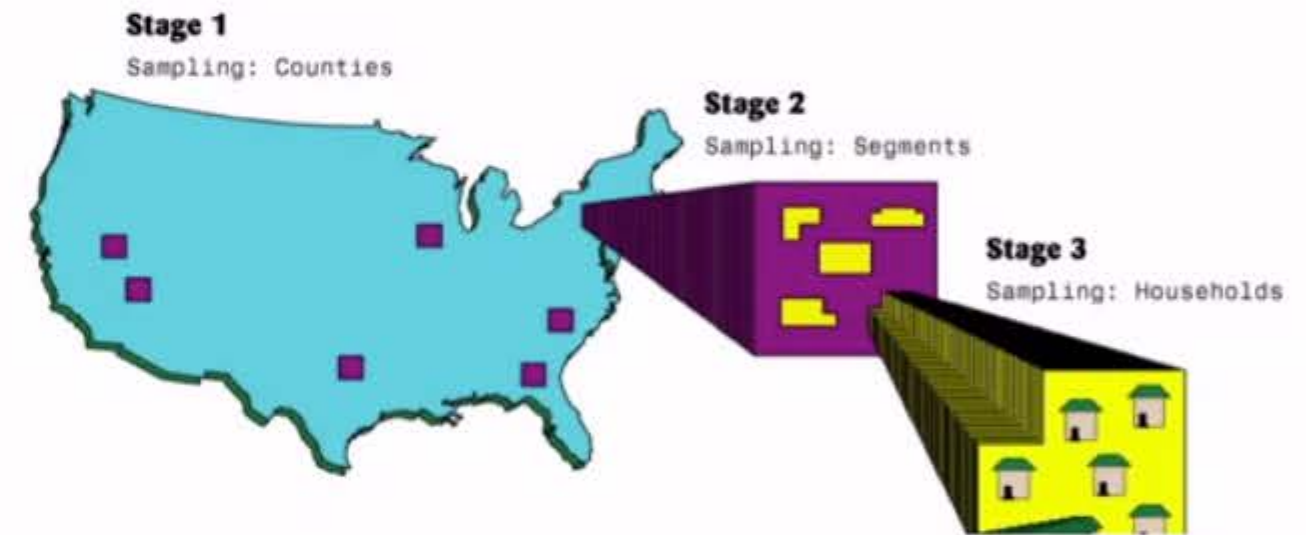 Stage 1
Sampling: Counties
Stage 2
Sampling: Segments
Stage 3
Sampling: Households